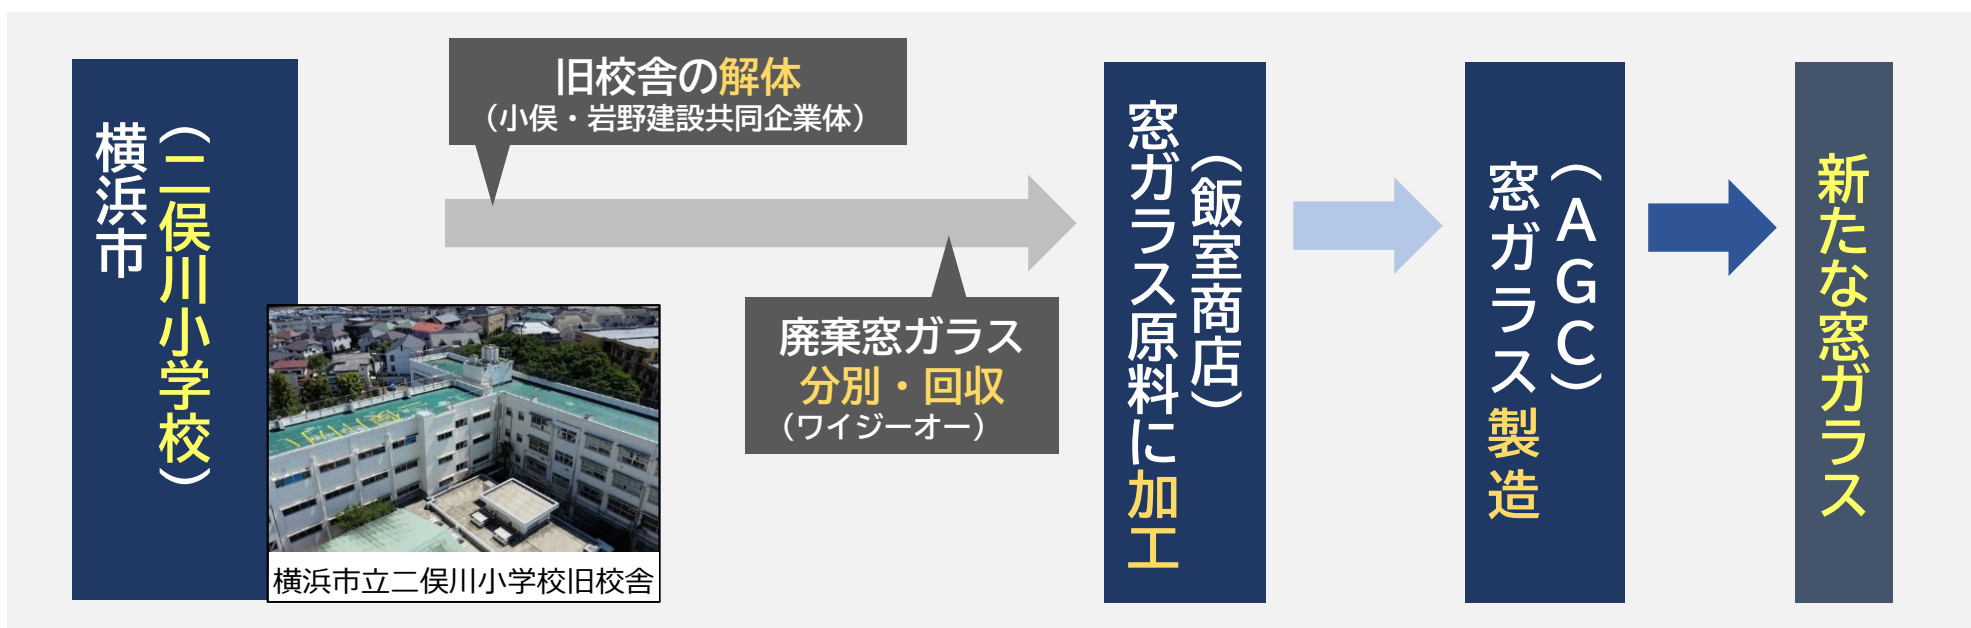 横浜市
（二俣川小学校）
横浜市立二俣川小学校旧校舎
旧校舎の解体
（小俣・岩野建設共同企業体）
廃棄窓ガラス
分別・回収
（ワイジーオー）
窓ガラス原料に加工
（飯室商店）
窓ガラス製造
（ＡＧＣ）
新たな窓ガラス